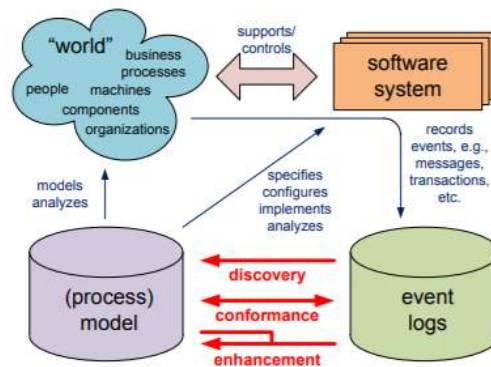 "world"
business
processes
people
machines
components
organizations
supports/
controls
software
system
records
events, e.g.,
messages,
transactions,
etc.
specifies
configures
implements
analyzes
models
analyzes
(process)
model
discovery
conformance
enhancement
event
logs